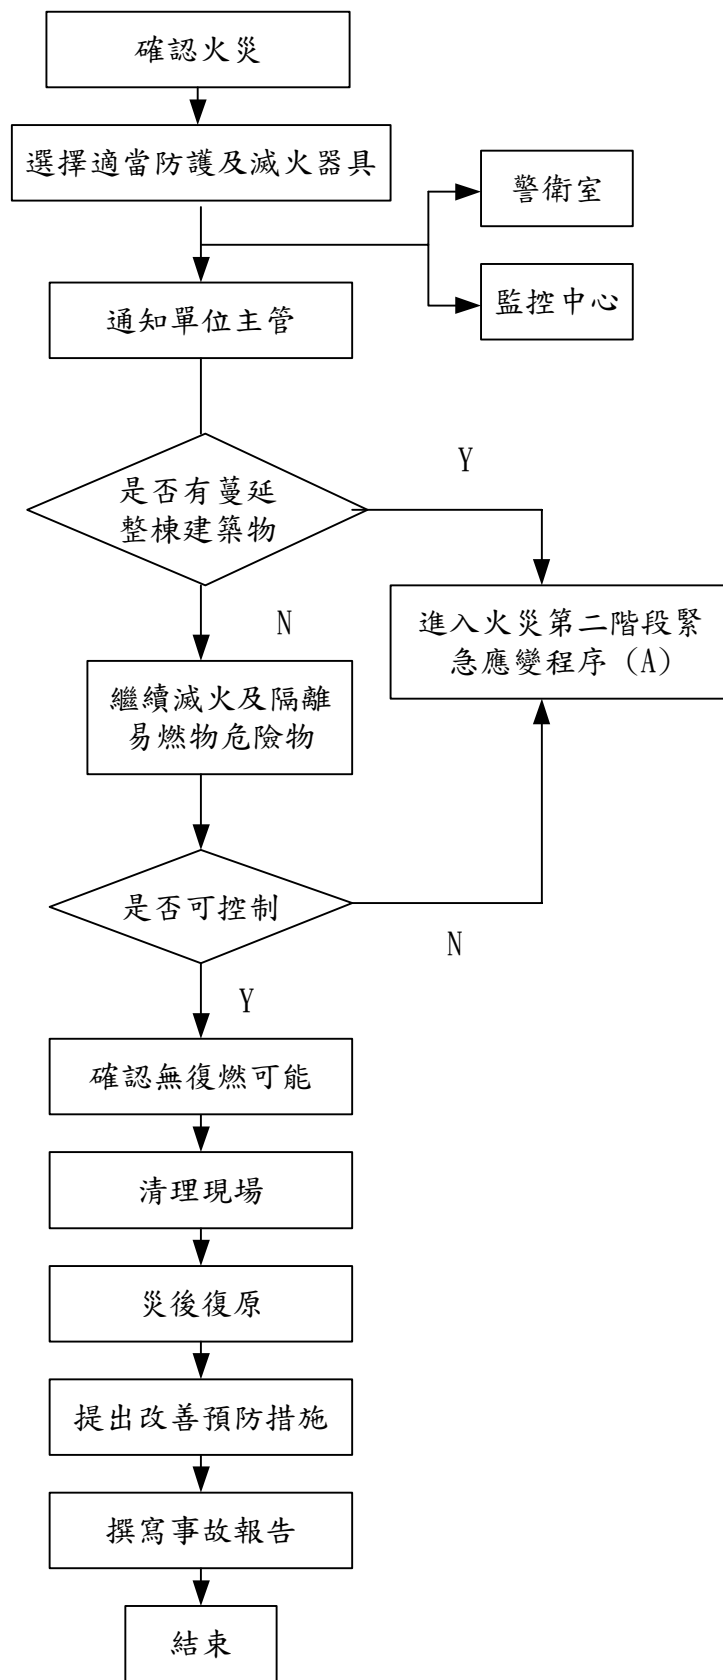 確認火災
選擇適當防護及滅火器具
警衛室
監控中心
通知單位主管
是否有蔓延
整棟建築物
Y
N
進入火災第二階段緊
急應變程序 (A)
繼續滅火及隔離
易燃物危險物
是否可控制
N
Y
確認無復燃可能
清理現場
災後復原
提出改善預防措施
撰寫事故報告
結束